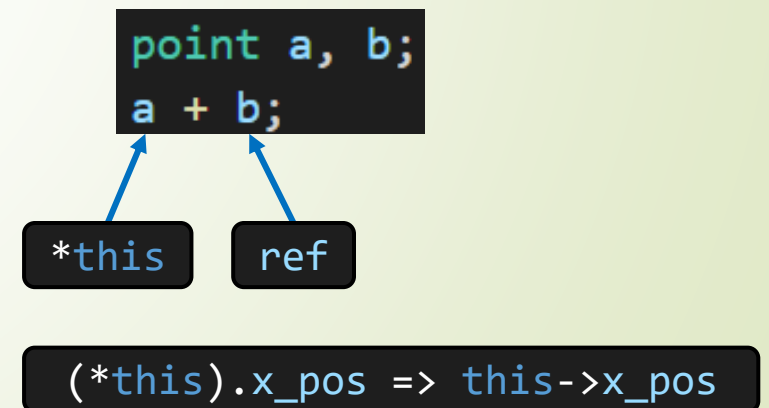 point a, b;
a + b;
*this
ref
(*this).x_pos => this->x_pos